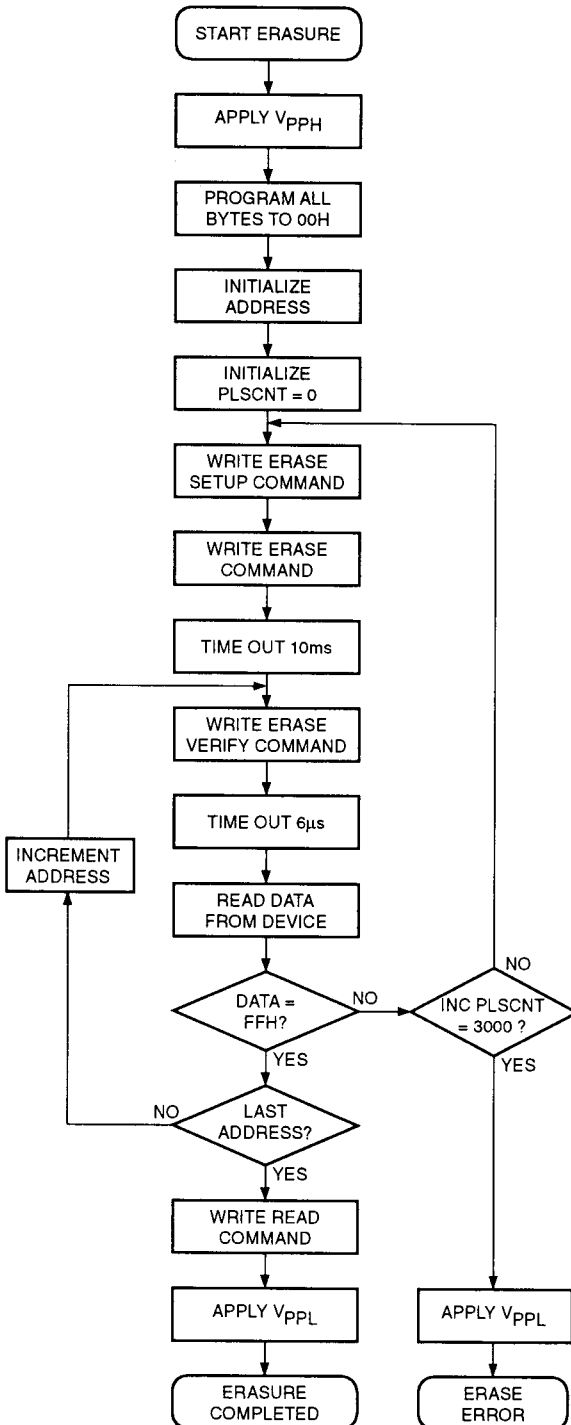 START ERASURE
APPLY VPPH
PROGRAM ALL
BYTES TO 00H
INITIALIZE
ADDRESS
INITIALIZE
PLSCNT = 0
WRITE ERASE
SETUP COMMAND
WRITE ERASE
COMMAND
TIME OUT 10ms
WRITE ERASE
VERIFY COMMAND
TIME OUT 6µs
INCREMENT
ADDRESS
READ DATA
FROM DEVICE
DATA =
FFH?
NO
YES
INC PLSCNT
= 3000 ?
NO
YES
LAST
ADDRESS?
NO
YES
WRITE READ
COMMAND
APPLY VPPL
ERASURE
COMPLETED
APPLY VPPL
ERASE
ERROR